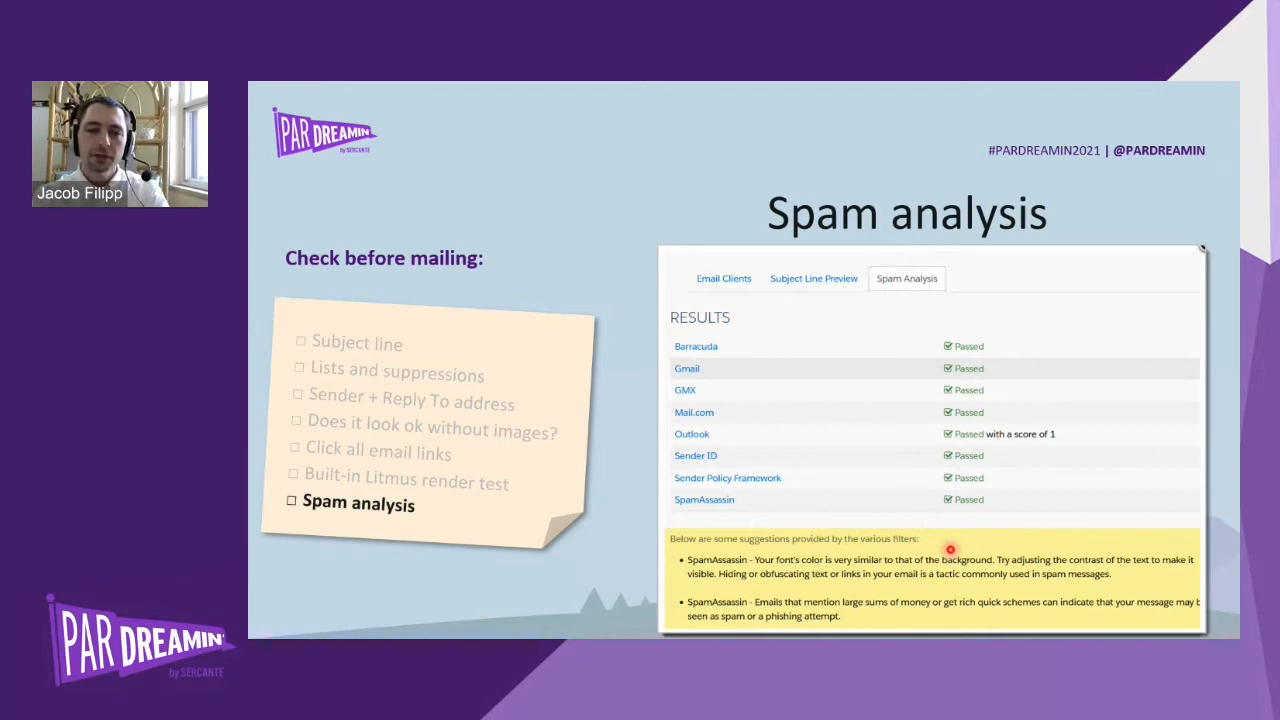 Jacob Filipp
PARDREAMIN
by SERCANTE
#PARDREAMIN2021 | @PARDREAMIN
Spam analysis
Check before mailing:
Subject line
Lists and suppressions
Sender + Reply To address
Does it look ok without images?
Click all email links
Built-in Litmus render test
Spam analysis
Email Clients Subject Line Preview Spam Analysis
RESULTS
Barracuda Passed
Gmail Passed
GMX Passed
Mail.com Passed
Outlook Passed with a score of 1
Sender ID Passed
Sender Policy Framework Passed
SpamAssassin Passed
Below are some suggestions provided by the various filters:
• SpamAssassin - Your font's color is very similar to that of the background. Try adjusting the contrast of the text to make it
visible. Hiding or obfuscating text or links in your email is a tactic commonly used in spam messages.
• SpamAssassin - Emails that mention large sums of money or get rich quick schemes can indicate that your message may b
seen as spam or a phishing attempt.
PARDREAMIN'
by SERCANTE